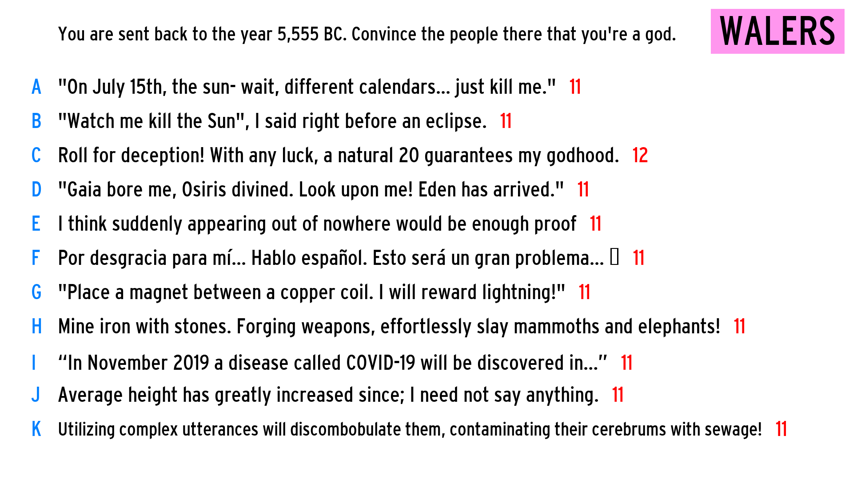 You are sent back to the year 5,555 BC. Convince the people there that you're a god.
WALERS
A "On July 15th, the sun- wait, different calendars... just kill me." 11
B "Watch me kill the Sun", I said right before an eclipse. 11
C Roll for deception! With any luck, a natural 20 guarantees my godhood. 12
D "Gaia bore me, Osiris divined. Look upon me! Eden has arrived." 11
E I think suddenly appearing out of nowhere would be enough proof 11
F Por desgracia para mí... Hablo español. Esto será un gran problema... 11
G "Place a magnet between a copper coil. I will reward lightning!" 11
H Mine iron with stones. Forging weapons, effortlessly slay mammoths and elephants! 11
I “In November 2019 a disease called COVID-19 will be discovered in...” 11
J Average height has greatly increased since; I need not say anything. 11
K Utilizing complex utterances will discombobulate them, contaminating their cerebrums with sewage! 11